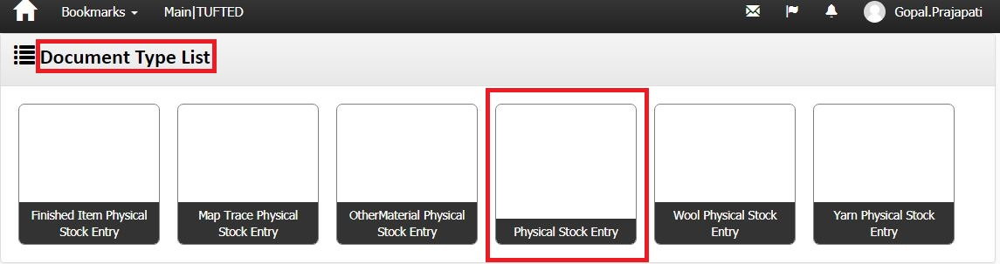 Bookmarks Main|TUFTED Gopal.Prajapati
Document Type List
Finished Item Physical
Stock Entry
Map Trace Physical
Stock Entry
OtherMaterial Physical
Stock Entry
Physical Stock Entry
Wool Physical Stock
Entry
Yarn Physical Stock
Entry